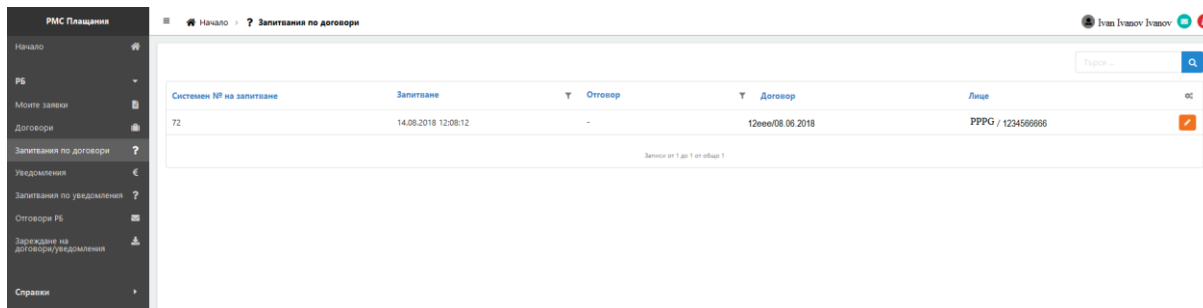 РМС Плащания
Начало > ? Запитвания по договори
Ivan Ivanov Ivanov
Начало
Търси ...
РБ
Моите заявки
Договори
Запитвания по договори ?
Уведомления €
Запитвания по уведомления ?
Отговори РБ
Зареждане на
договори/уведомления
Справки
Системен № на запитване Запитване Отговор Договор Лице
72 14.08.2018 12:08:12 - 12eee/08.06.2018 PPPG / 1234566666
Записи от 1 до 1 от общо 1